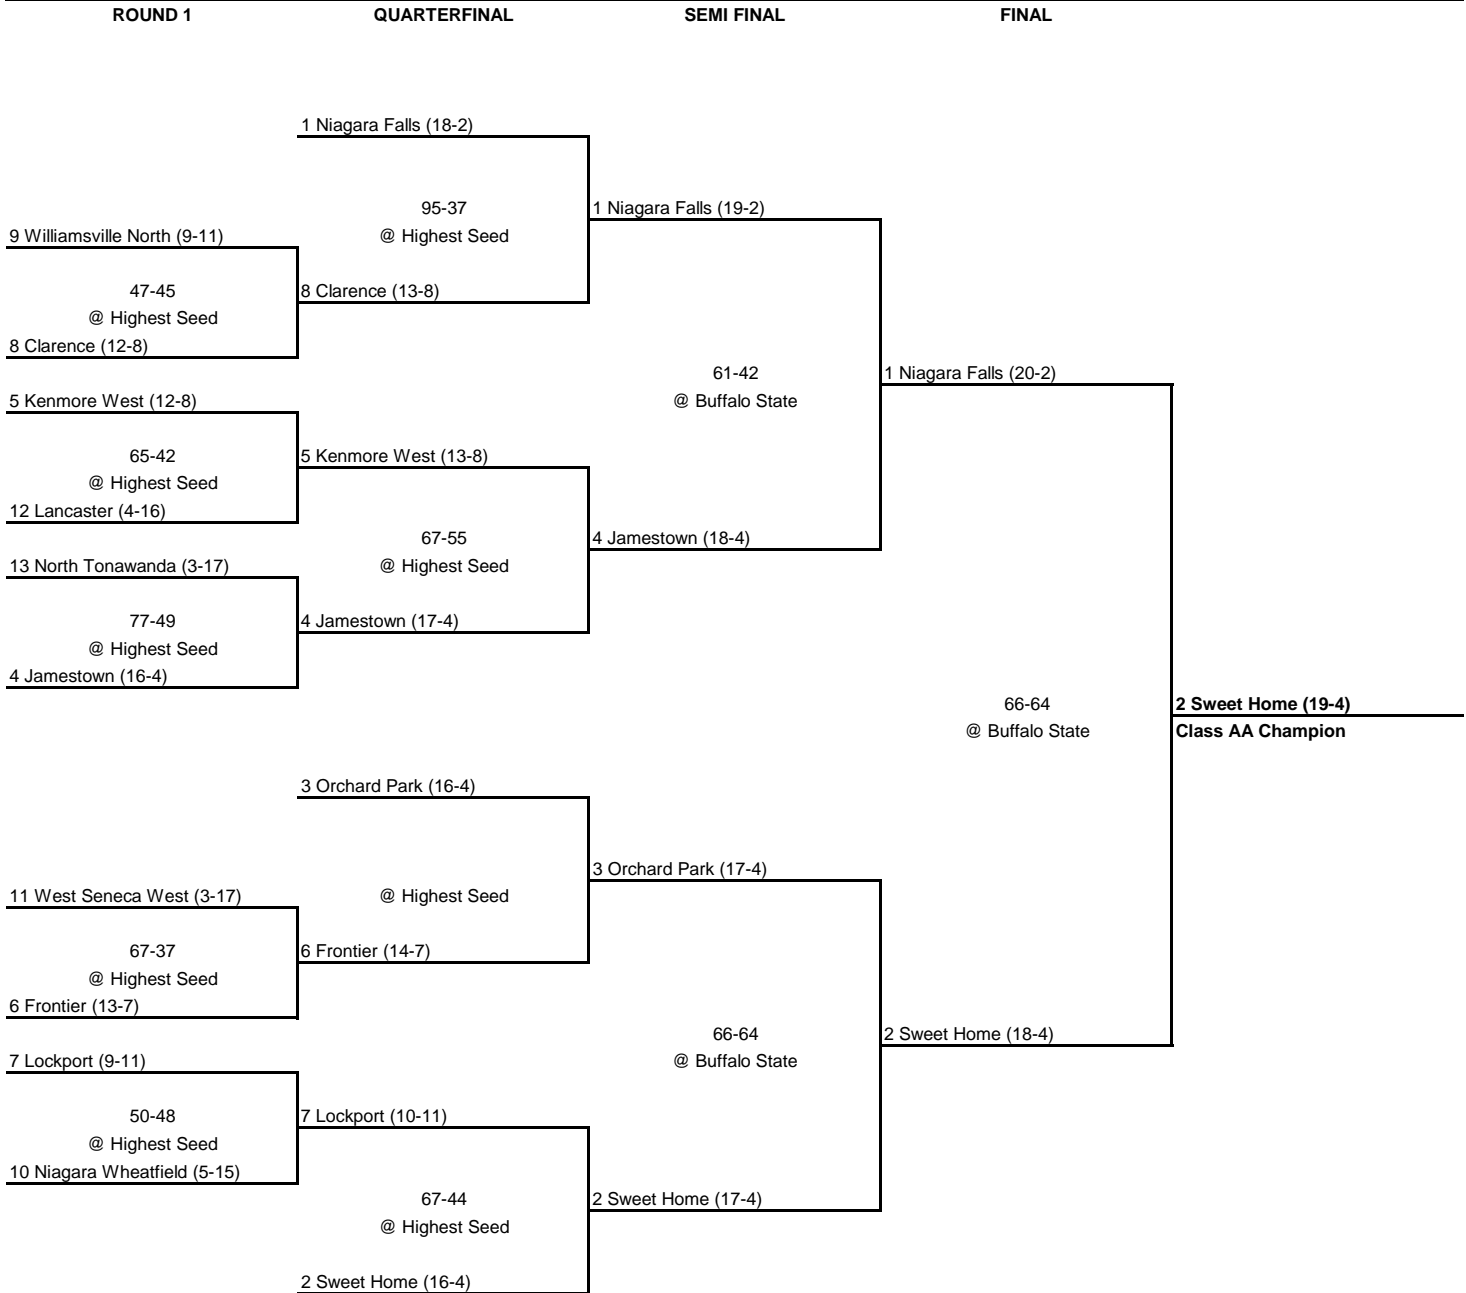 ROUND 1 QUARTERFINAL SEMI FINAL FINAL
1 Niagara Falls (18-2)
95-37 1 Niagara Falls (19-2)
9 Williamsville North (9-11) @ Highest Seed
47-45 8 Clarence (13-8)
@ Highest Seed
8 Clarence (12-8)
61-42 1 Niagara Falls (20-2)
5 Kenmore West (12-8) @ Buffalo State
65-42 5 Kenmore West (13-8)
@ Highest Seed
12 Lancaster (4-16)
67-55 4 Jamestown (18-4)
13 North Tonawanda (3-17) @ Highest Seed
77-49 4 Jamestown (17-4)
@ Highest Seed
4 Jamestown (16-4)
66-64 2 Sweet Home (19-4)
@ Buffalo State Class AA Champion
3 Orchard Park (16-4)
3 Orchard Park (17-4)
11 West Seneca West (3-17) @ Highest Seed
67-37 6 Frontier (14-7)
@ Highest Seed
6 Frontier (13-7)
66-64 2 Sweet Home (18-4)
7 Lockport (9-11) @ Buffalo State
50-48 7 Lockport (10-11)
@ Highest Seed
10 Niagara Wheatfield (5-15)
67-44 2 Sweet Home (17-4)
@ Highest Seed
2 Sweet Home (16-4)